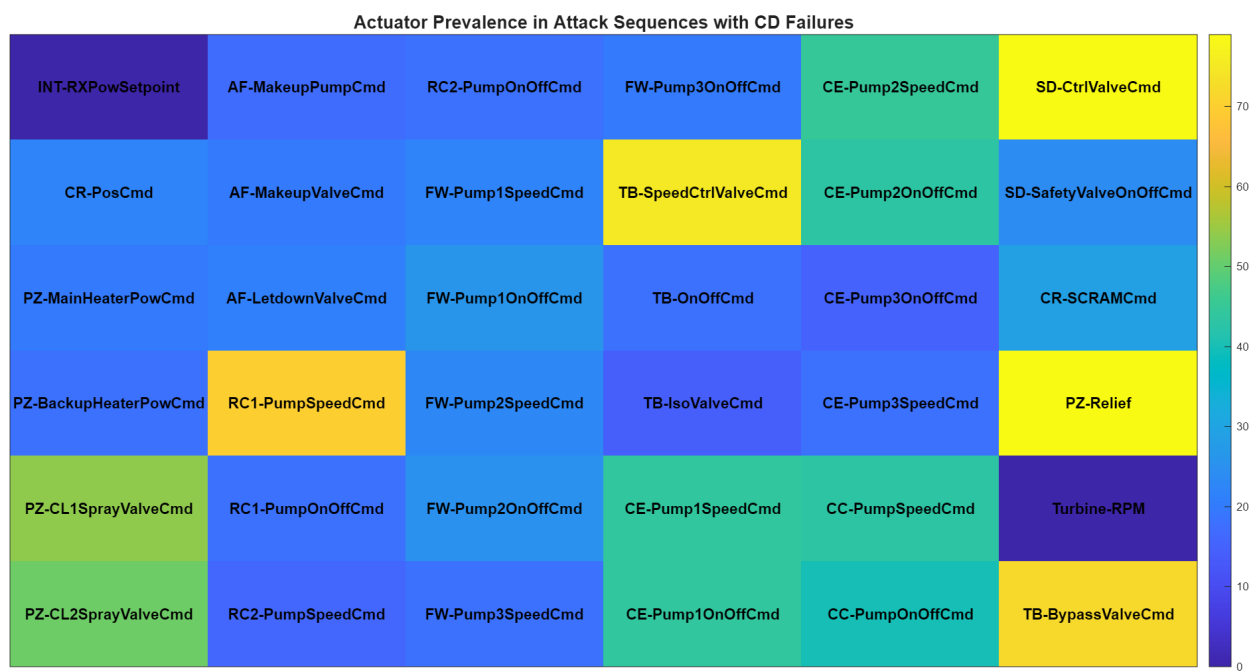 Actuator Prevalence in Attack Sequences with CD Failures
INT-RXPowSetpoint AF-MakeupPumpCmd RC2-PumpOnOffCmd FW-Pump3OnOffCmd CE-Pump2SpeedCmd SD-CtrlValveCmd
CR-PosCmd AF-MakeupValveCmd FW-Pump1SpeedCmd TB-SpeedCtrlValveCmd CE-Pump2OnOffCmd SD-SafetyValveOnOffCmd
PZ-MainHeaterPowCmd AF-LetdownValveCmd FW-Pump1OnOffCmd TB-OnOffCmd CE-Pump3OnOffCmd CR-SCRAMCmd
PZ-BackupHeaterPowCmd RC1-PumpSpeedCmd FW-Pump2SpeedCmd TB-IsoValveCmd CE-Pump3SpeedCmd PZ-Relief
PZ-CL1SprayValveCmd RC1-PumpOnOffCmd FW-Pump2OnOffCmd CE-Pump1SpeedCmd CC-PumpSpeedCmd Turbine-RPM
PZ-CL2SprayValveCmd RC2-PumpSpeedCmd FW-Pump3SpeedCmd CE-Pump1OnOffCmd CC-PumpOnOffCmd TB-BypassValveCmd
70
60
50
40
30
20
10
0